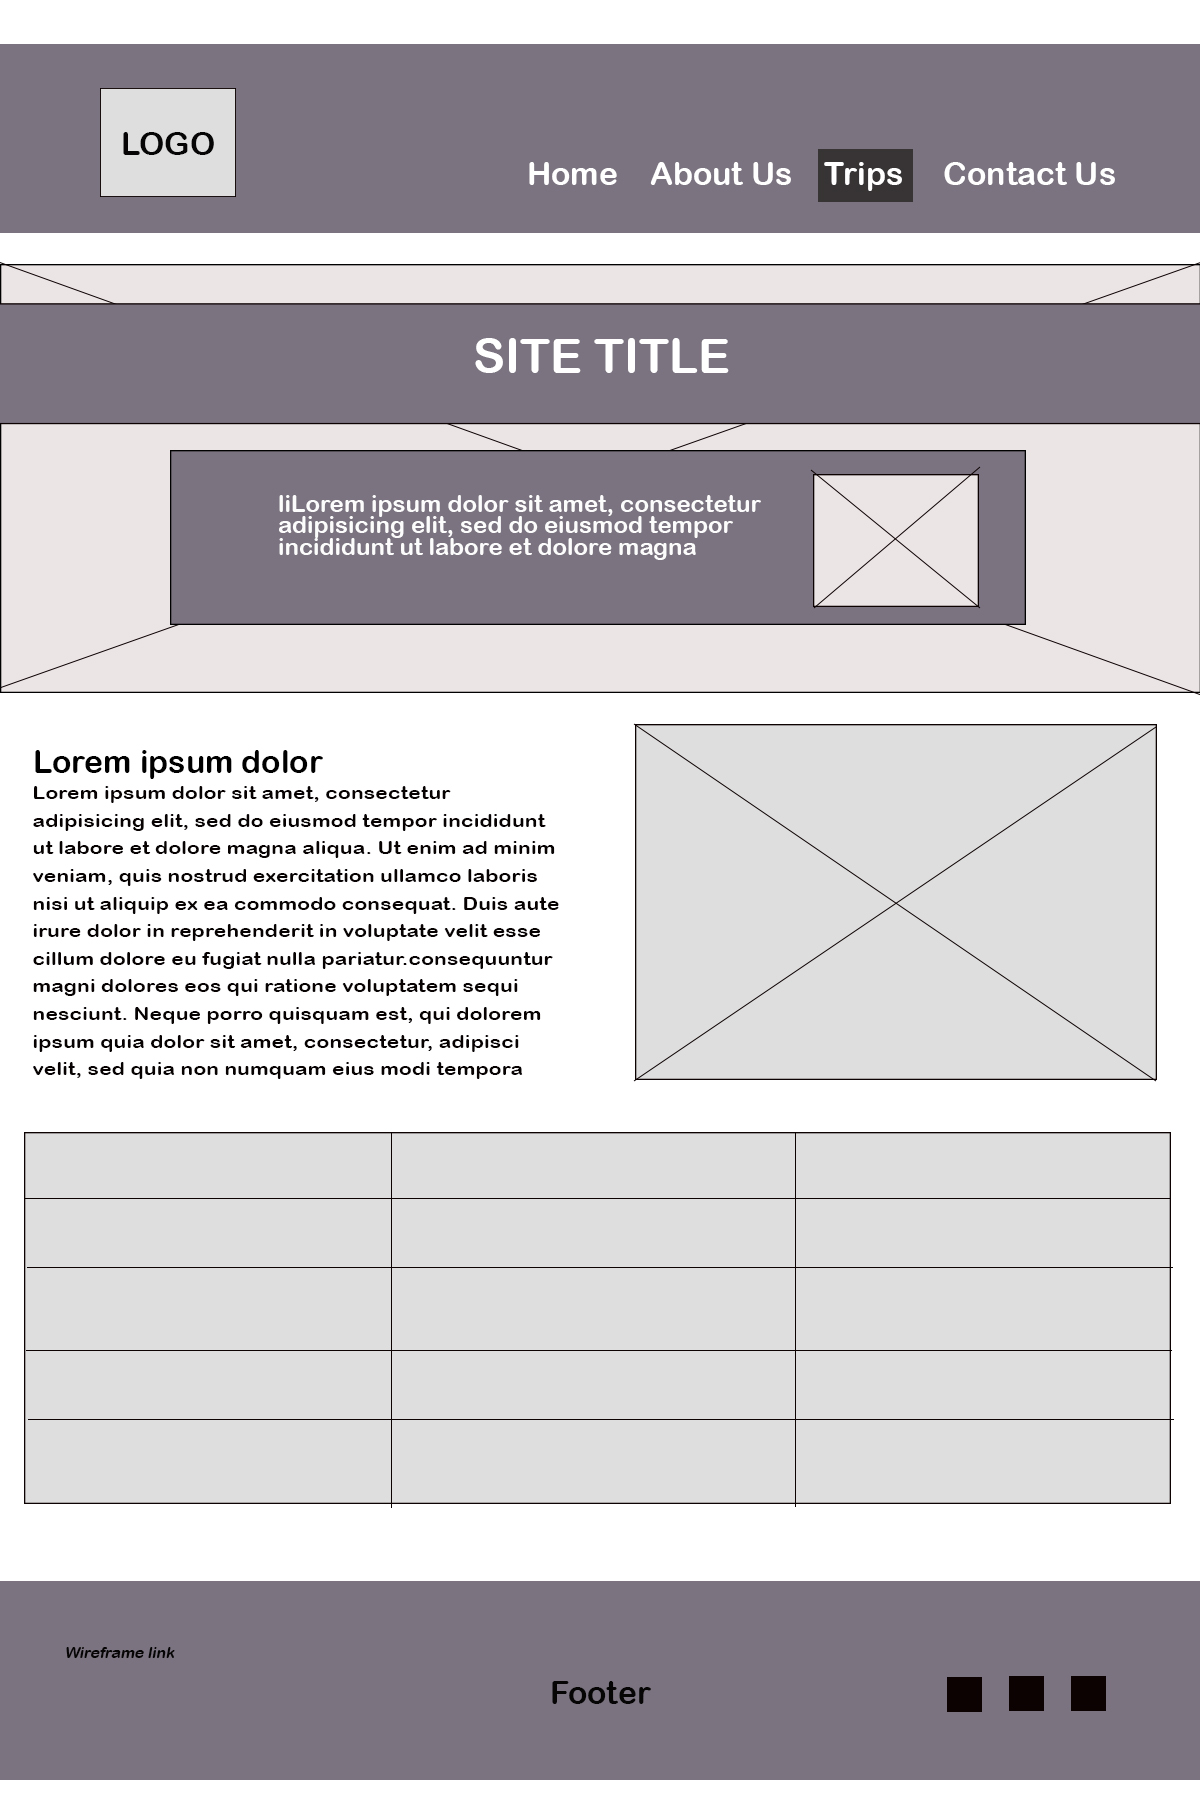 LOGO
Home About Us Trips Contact Us
SITE TITLE
liLorem ipsum dolor sit amet, consectetur
adipisicing elit, sed do eiusmod tempor
incididunt ut labore et dolore magna
Lorem ipsum dolor
Lorem ipsum dolor sit amet, consectetur
adipisicing elit, sed do eiusmod tempor incididunt
ut labore et dolore magna aliqua. Ut enim ad minim
veniam, quis nostrud exercitation ullamco laboris
nisi ut aliquip ex ea commodo consequat. Duis aute
irure dolor in reprehenderit in voluptate velit esse
cillum dolore eu fugiat nulla pariatur.consequuntur
magni dolores eos qui ratione voluptatem sequi
nesciunt. Neque porro quisquam est, qui dolorem
ipsum quia dolor sit amet, consectetur, adipisci
velit, sed quia non numquam eius modi tempora
Wireframe link
Footer